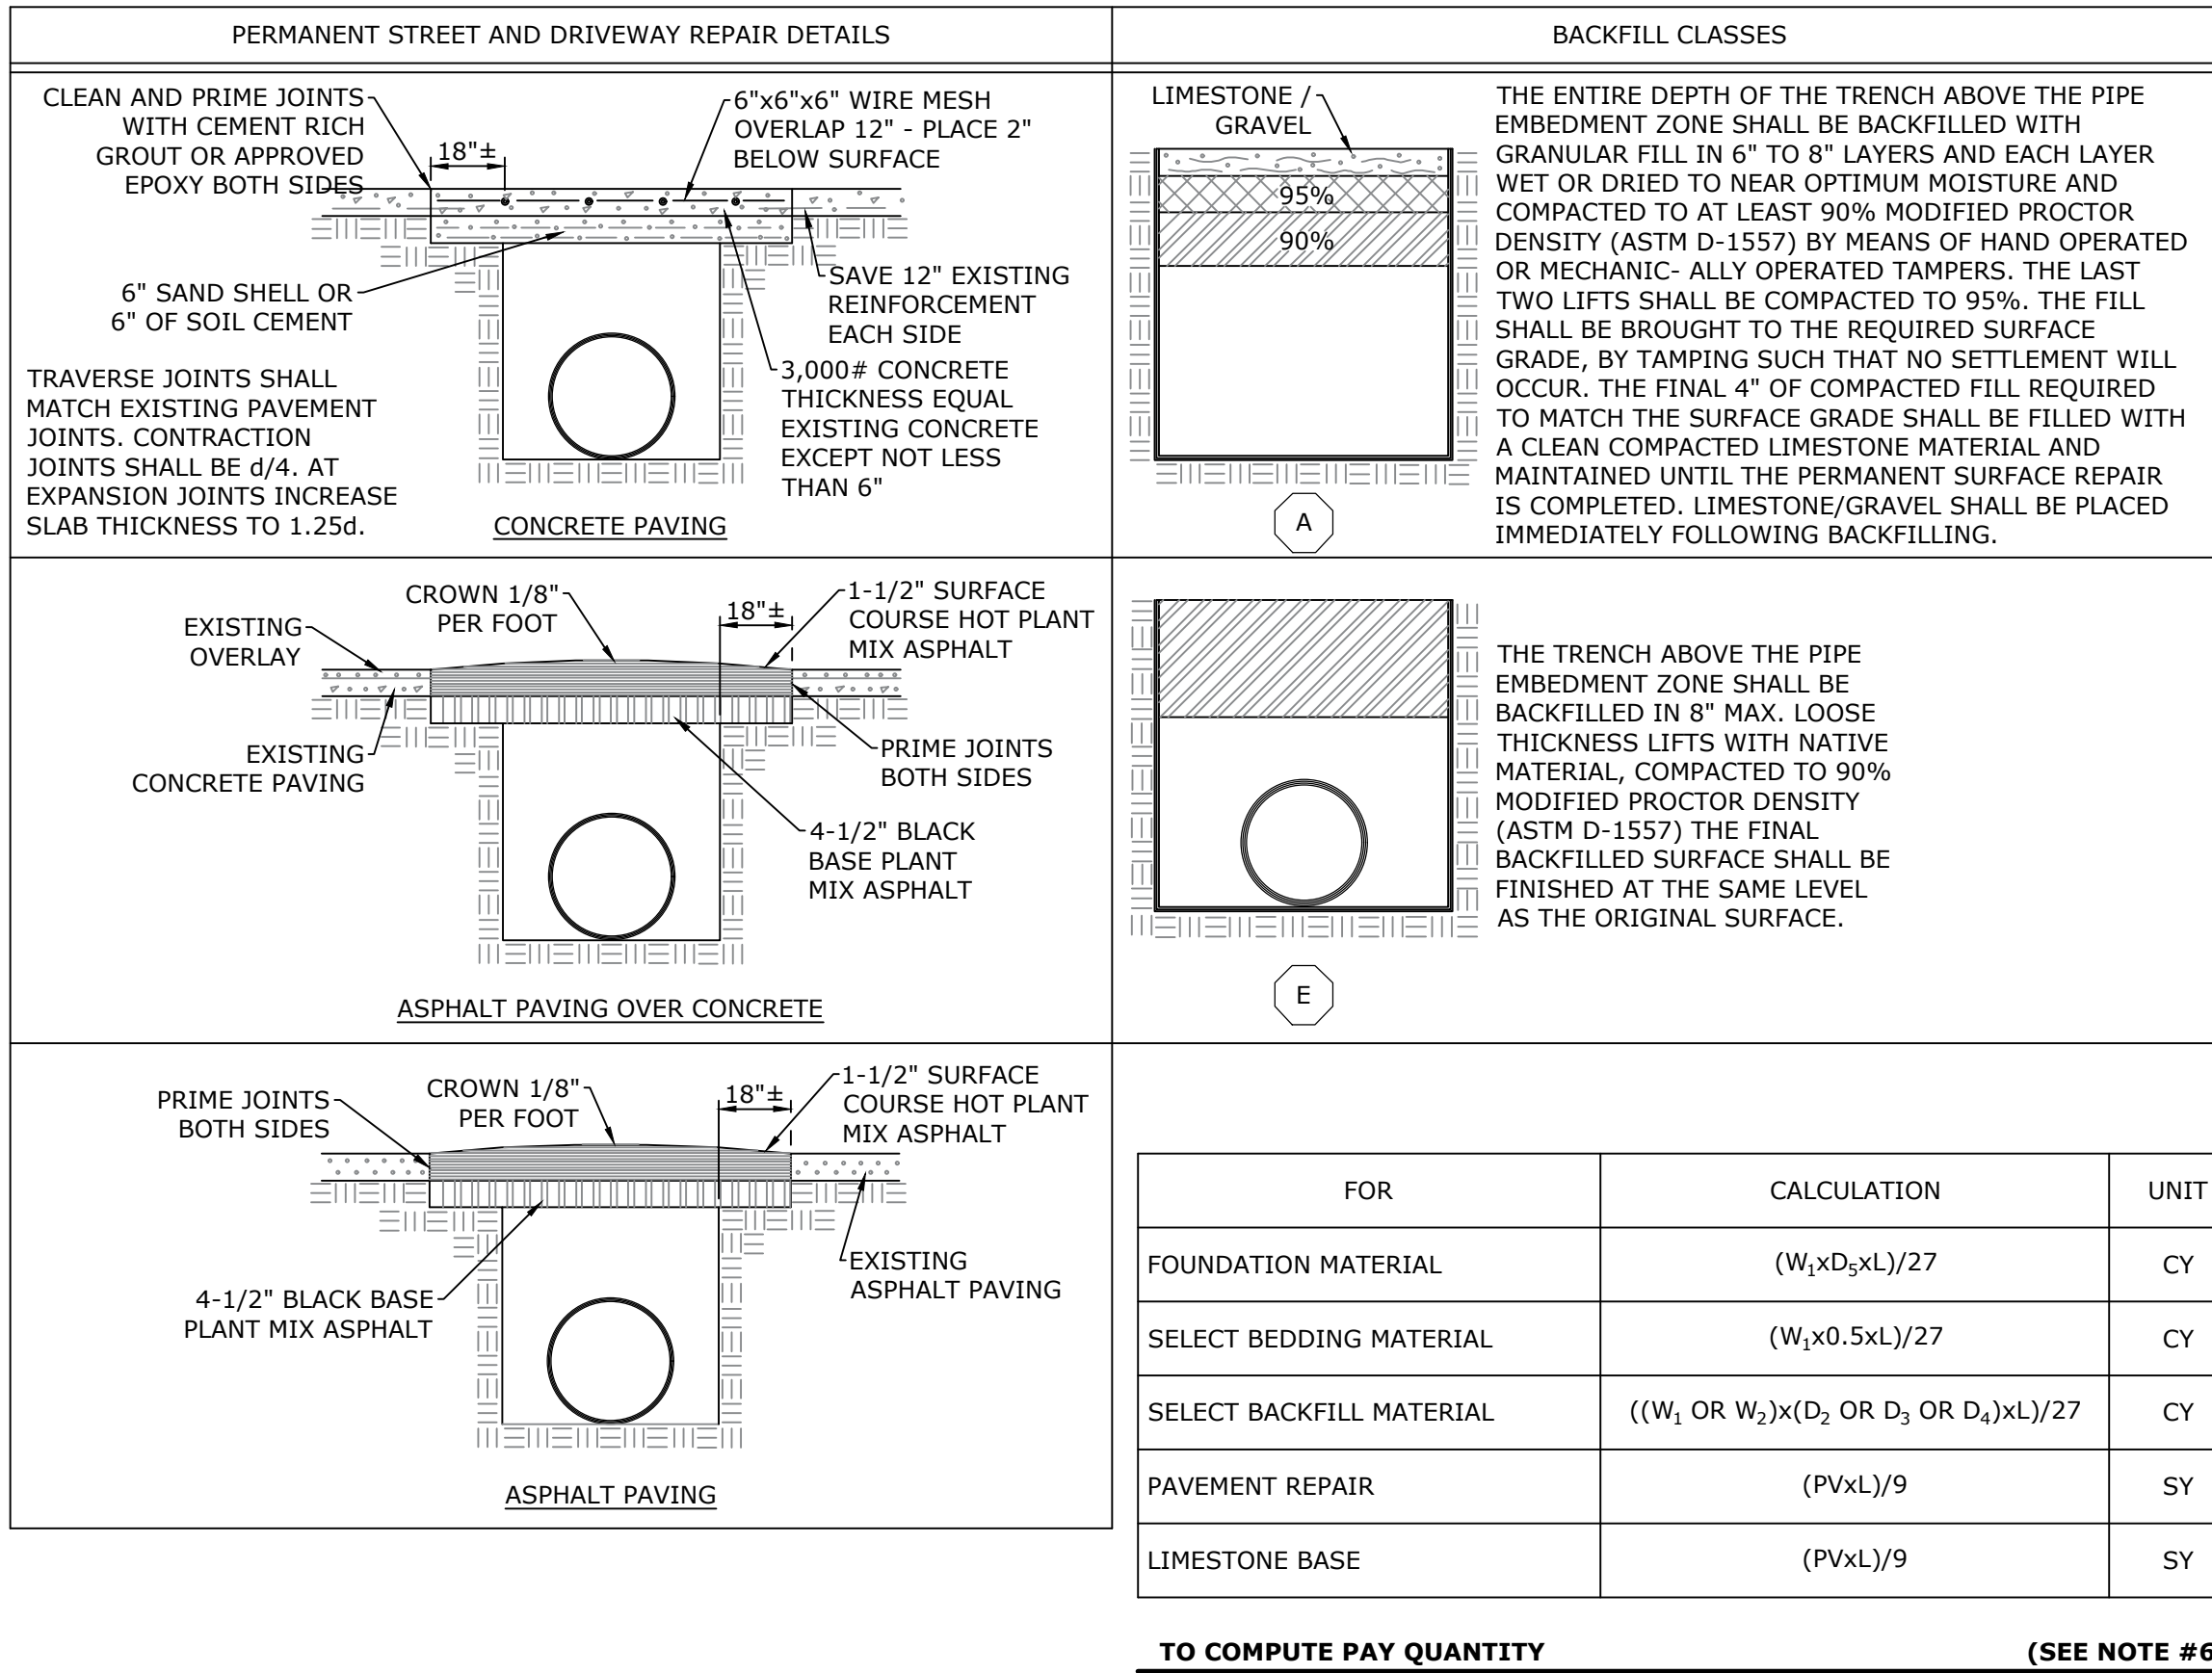 PERMANENT STREET AND DRIVEWAY REPAIR DETAILS
CLEAN AND PRIME JOINTS
WITH CEMENT RICH
GROUT OR APPROVED
EPOXY BOTH SIDES
18"±
6"x6"x6" WIRE MESH
OVERLAP 12" - PLACE 2"
BELOW SURFACE
6" SAND SHELL OR
6" OF SOIL CEMENT
SAVE 12" EXISTING
REINFORCEMENT
EACH SIDE
3,000# CONCRETE
THICKNESS EQUAL
EXISTING CONCRETE
EXCEPT NOT LESS
THAN 6"
TRAVERSE JOINTS SHALL
MATCH EXISTING PAVEMENT
JOINTS. CONTRACTION
JOINTS SHALL BE d/4. AT
EXPANSION JOINTS INCREASE
SLAB THICKNESS TO 1.25d.
CONCRETE PAVING
EXISTING
OVERLAY
CROWN 1/8"
PER FOOT
18"±
1-1/2" SURFACE
COURSE HOT PLANT
MIX ASPHALT
EXISTING
CONCRETE PAVING
PRIME JOINTS
BOTH SIDES
4-1/2" BLACK
BASE PLANT
MIX ASPHALT
ASPHALT PAVING OVER CONCRETE
PRIME JOINTS
BOTH SIDES
CROWN 1/8"
PER FOOT
18"±
1-1/2" SURFACE
COURSE HOT PLANT
MIX ASPHALT
4-1/2" BLACK BASE
PLANT MIX ASPHALT
EXISTING
ASPHALT PAVING
ASPHALT PAVING
BACKFILL CLASSES
LIMESTONE /
GRAVEL
95%
90%
A
THE ENTIRE DEPTH OF THE TRENCH ABOVE THE PIPE
EMBEDMENT ZONE SHALL BE BACKFILLED WITH
GRANULAR FILL IN 6" TO 8" LAYERS AND EACH LAYER
WET OR DRIED TO NEAR OPTIMUM MOISTURE AND
COMPACTED TO AT LEAST 90% MODIFIED PROCTOR
DENSITY (ASTM D-1557) BY MEANS OF HAND OPERATED
OR MECHANIC- ALLY OPERATED TAMPERS. THE LAST
TWO LIFTS SHALL BE COMPACTED TO 95%. THE FILL
SHALL BE BROUGHT TO THE REQUIRED SURFACE
GRADE, BY TAMPING SUCH THAT NO SETTLEMENT WILL
OCCUR. THE FINAL 4" OF COMPACTED FILL REQUIRED
TO MATCH THE SURFACE GRADE SHALL BE FILLED WITH
A CLEAN COMPACTED LIMESTONE MATERIAL AND
MAINTAINED UNTIL THE PERMANENT SURFACE REPAIR
IS COMPLETED. LIMESTONE/GRAVEL SHALL BE PLACED
IMMEDIATELY FOLLOWING BACKFILLING.
E
THE TRENCH ABOVE THE PIPE
EMBEDMENT ZONE SHALL BE
BACKFILLED IN 8" MAX. LOOSE
THICKNESS LIFTS WITH NATIVE
MATERIAL, COMPACTED TO 90%
MODIFIED PROCTOR DENSITY
(ASTM D-1557) THE FINAL
BACKFILLED SURFACE SHALL BE
FINISHED AT THE SAME LEVEL
AS THE ORIGINAL SURFACE.
FOR CALCULATION UNIT
FOUNDATION MATERIAL (W₁xD₅xL)/27 CY
SELECT BEDDING MATERIAL (W₁x0.5xL)/27 CY
SELECT BACKFILL MATERIAL ((W₁ OR W₂)x(D₂ OR D₃ OR D₄)xL)/27 CY
PAVEMENT REPAIR (PVxL)/9 SY
LIMESTONE BASE (PVxL)/9 SY
TO COMPUTE PAY QUANTITY (SEE NOTE #6